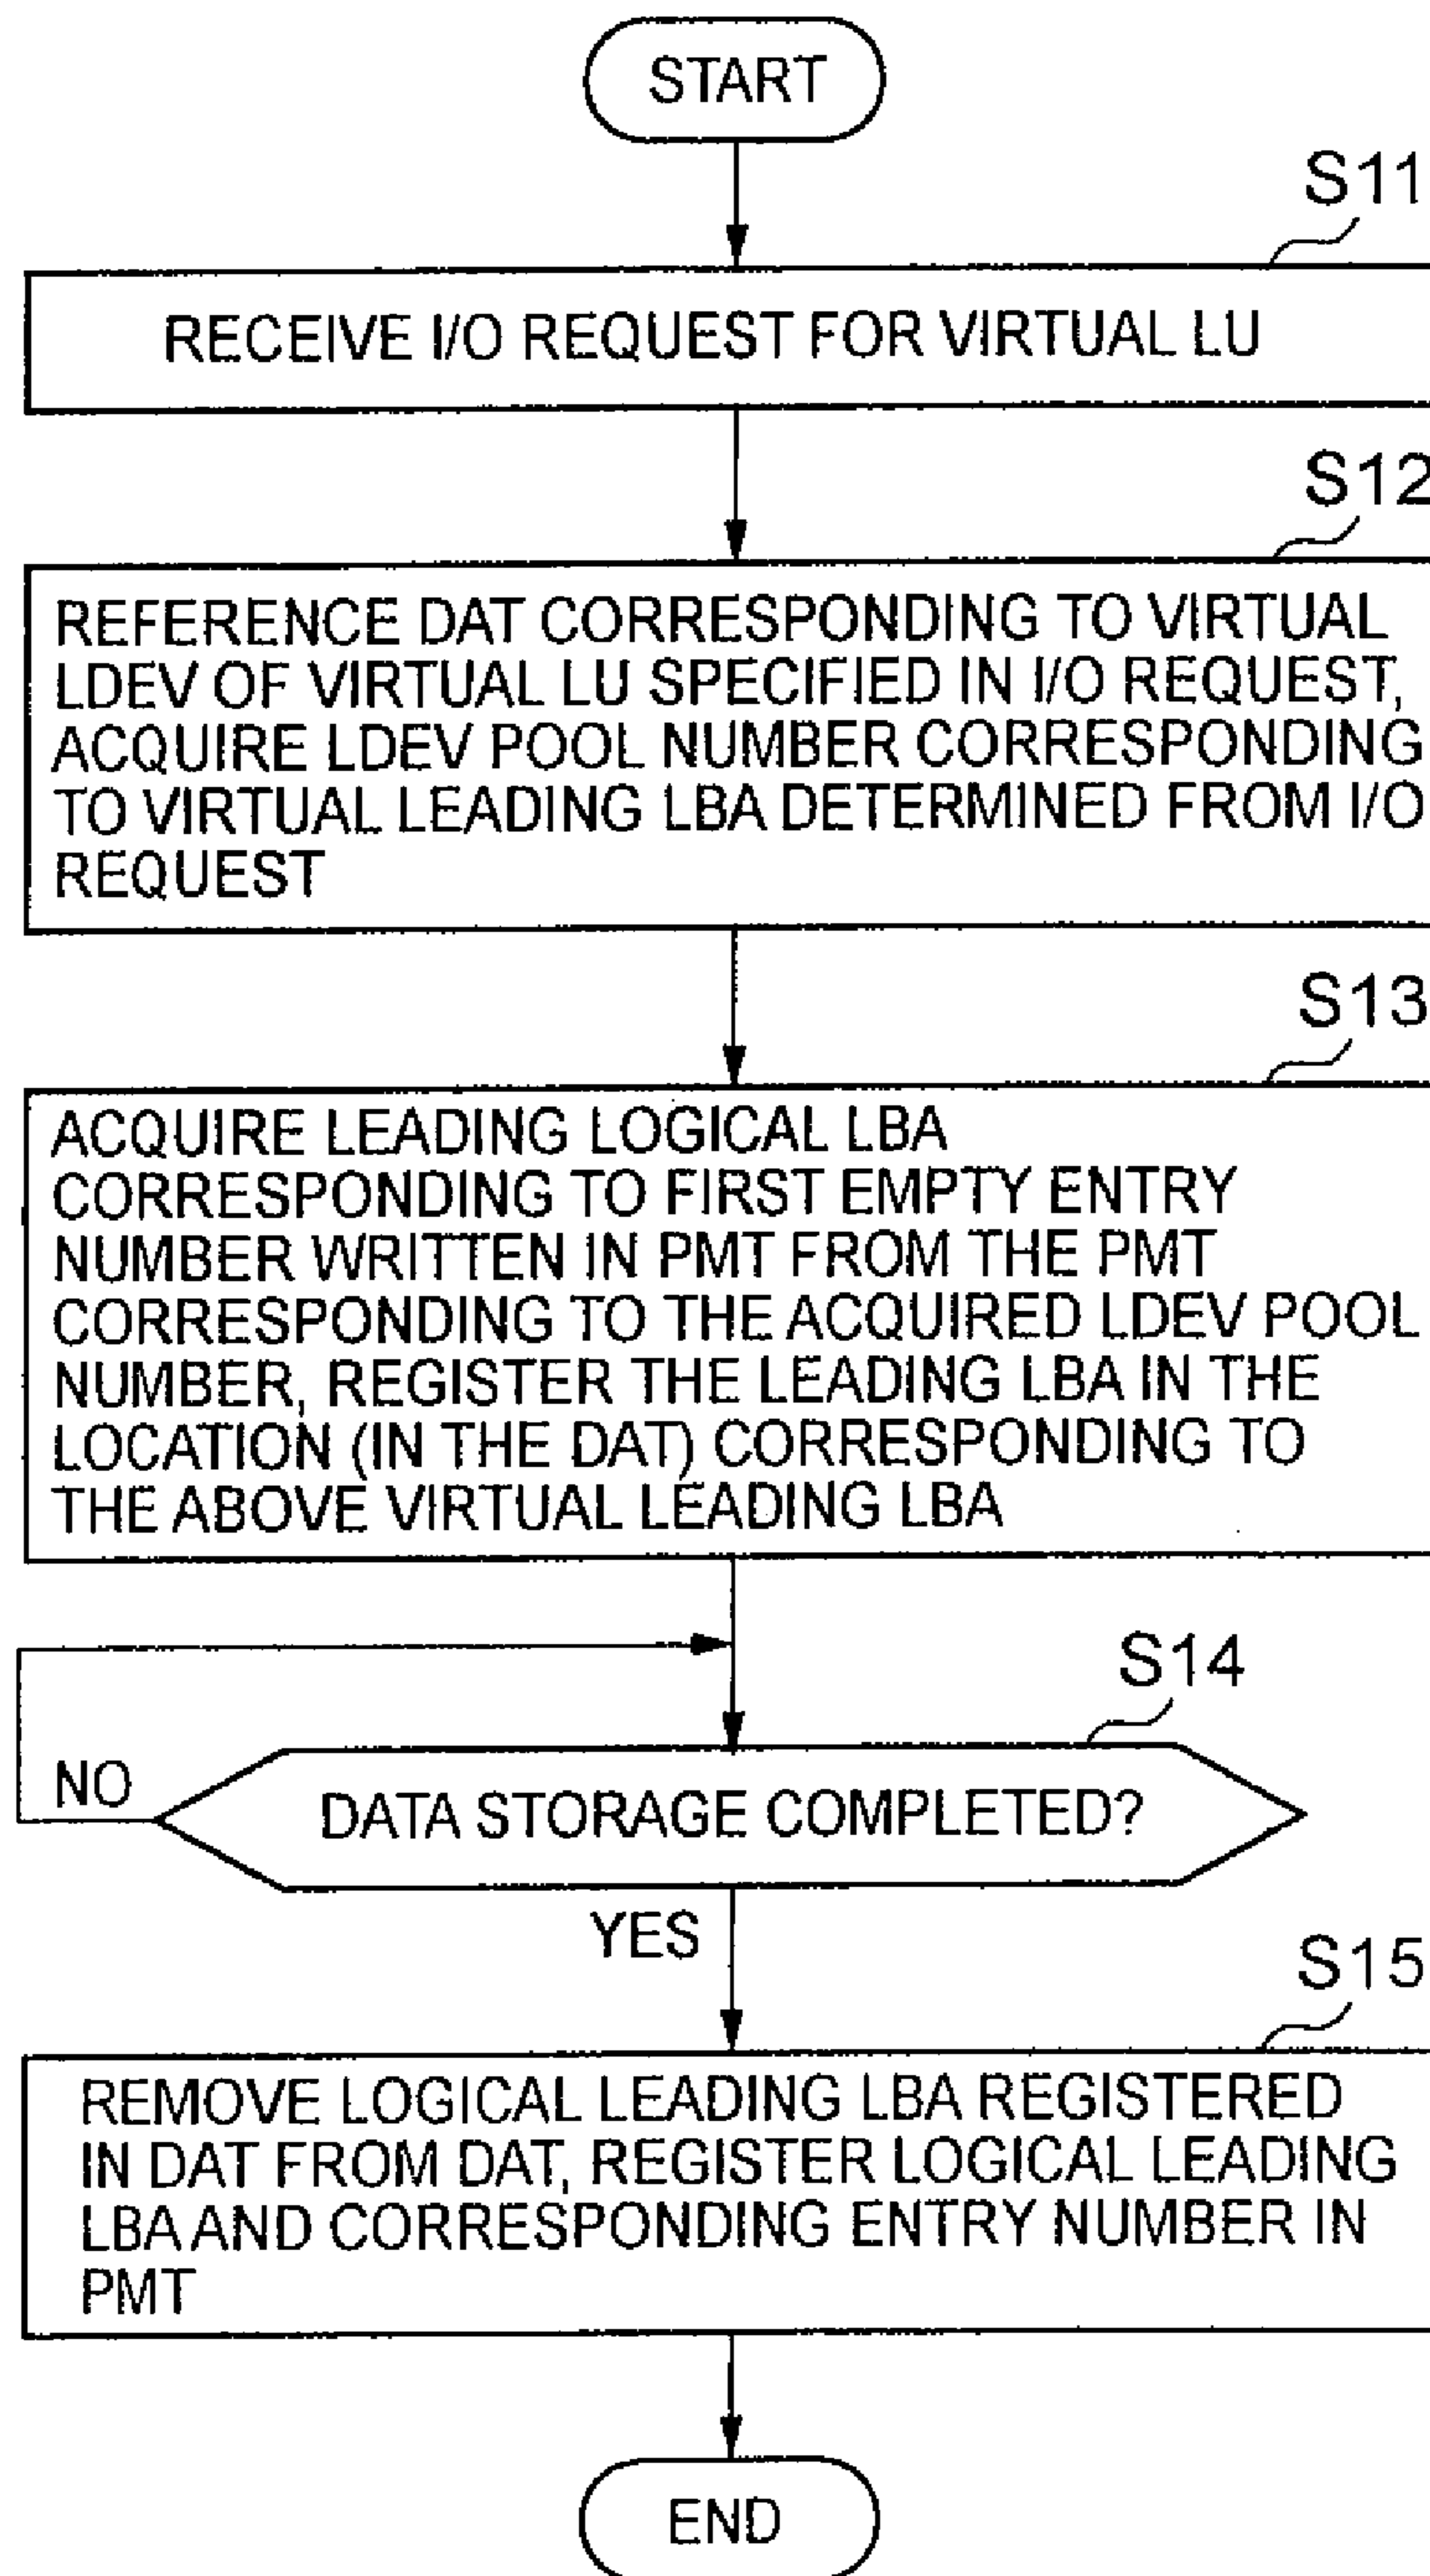 START
S11
RECEIVE I/O REQUEST FOR VIRTUAL LU
S12
REFERENCE DAT CORRESPONDING TO VIRTUAL
LDEV OF VIRTUAL LU SPECIFIED IN I/O REQUEST,
ACQUIRE LDEV POOL NUMBER CORRESPONDING
TO VIRTUAL LEADING LBA DETERMINED FROM I/O
REQUEST
S13
ACQUIRE LEADING LOGICAL LBA
CORRESPONDING TO FIRST EMPTY ENTRY
NUMBER WRITTEN IN PMT FROM THE PMT
CORRESPONDING TO THE ACQUIRED LDEV POOL
NUMBER, REGISTER THE LEADING LBA IN THE
LOCATION (IN THE DAT) CORRESPONDING TO
THE ABOVE VIRTUAL LEADING LBA
S14
NO
DATA STORAGE COMPLETED?
YES
S15
REMOVE LOGICAL LEADING LBA REGISTERED
IN DAT FROM DAT, REGISTER LOGICAL LEADING
LBA AND CORRESPONDING ENTRY NUMBER IN
PMT
END